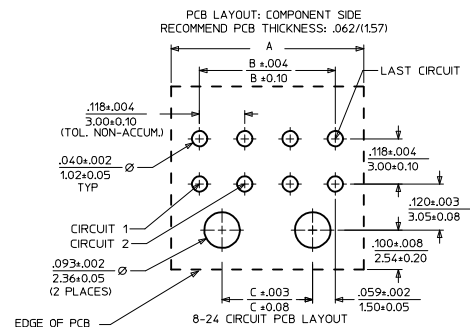 PCB LAYOUT: COMPONENT SIDE
RECOMMEND PCB THICKNESS: .062/(1.57)
A
B ±.004
B ±0.10
LAST CIRCUIT
.118±.004
3.00±0.10
(TOL. NON-ACCUM.)
.118±.004
3.00±0.10
.040±.002
1.02±0.05
TYP
Ø
.120±.003
3.05±0.08
CIRCUIT 1
CIRCUIT 2
.093±.002
2.36±0.05
(2 PLACES)
Ø
.100±.008
2.54±0.20
C ±.003
C ±0.08
.059±.002
1.50±0.05
EDGE OF PCB
8-24 CIRCUIT PCB LAYOUT